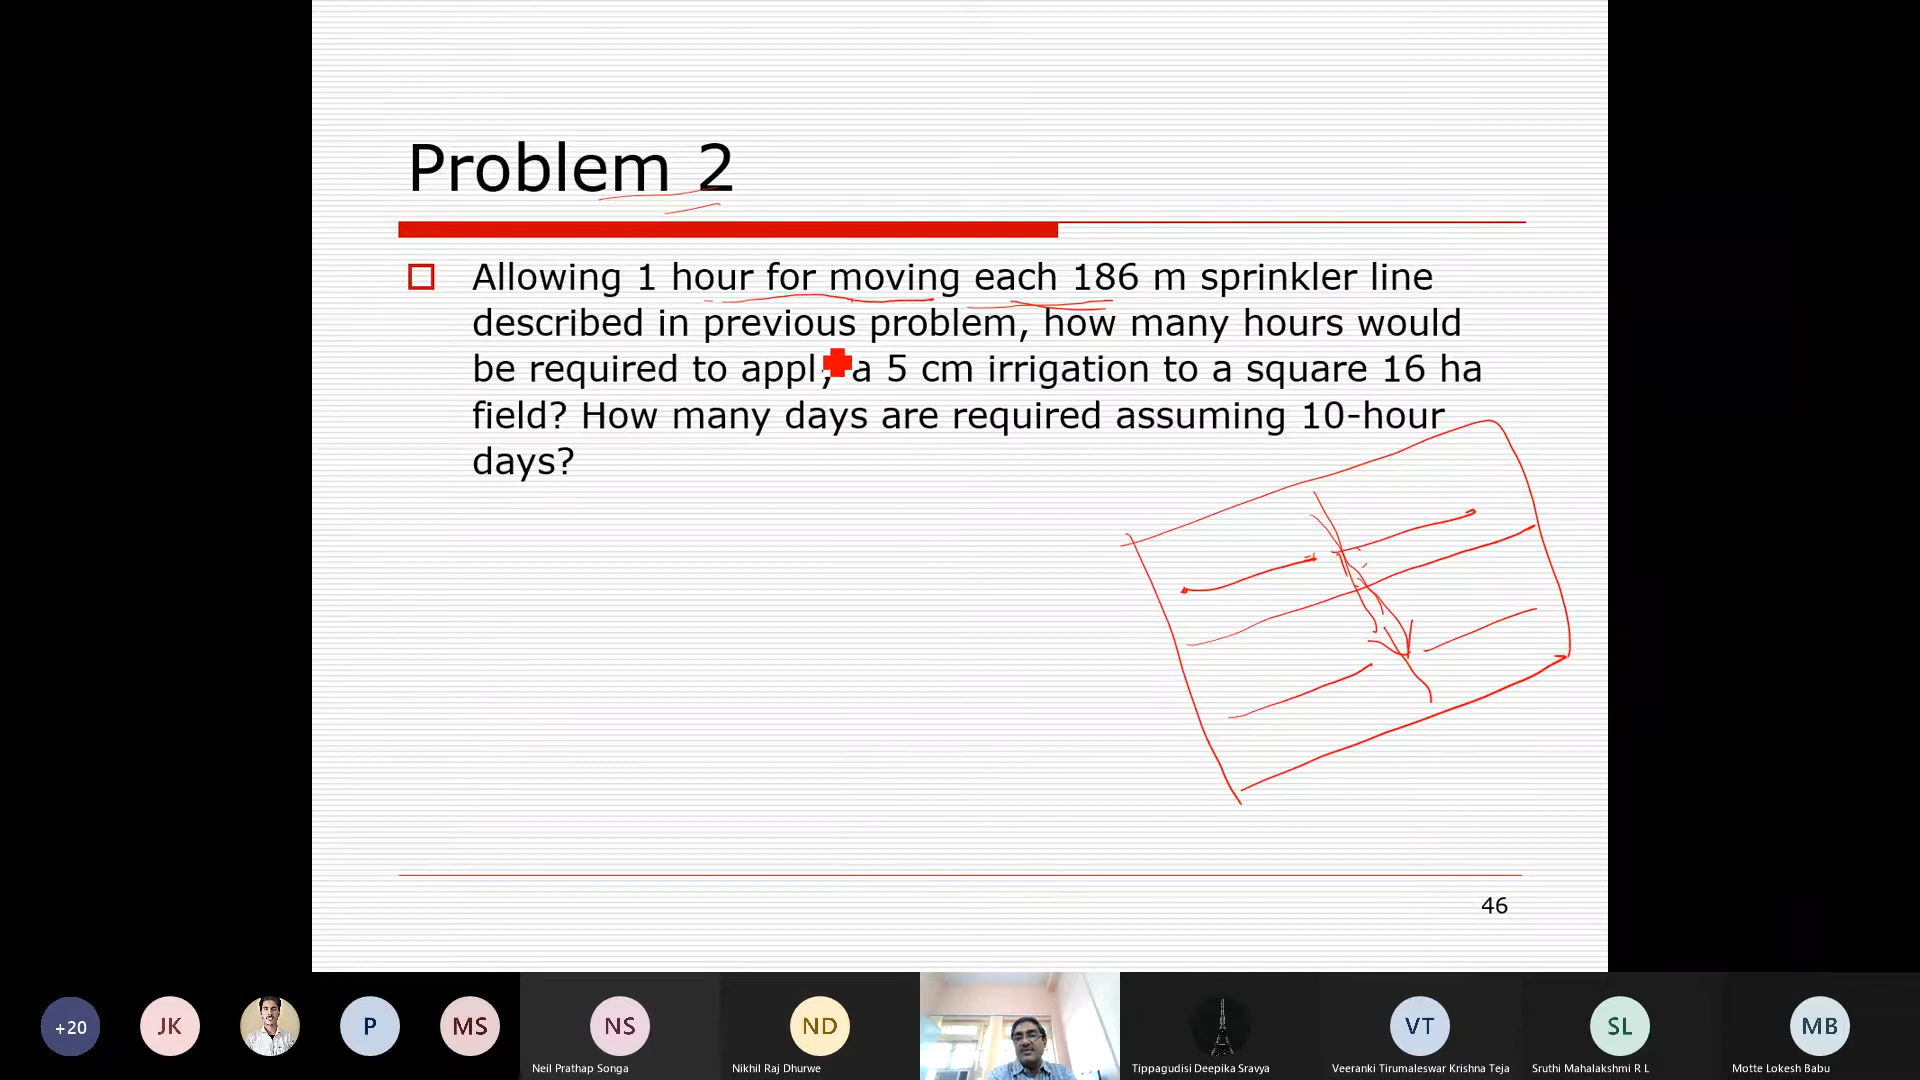 Problem 2
Allowing 1 hour for moving each 186 m sprinkler line
described in previous problem, how many hours would
be required to apply a 5 cm irrigation to a square 16 ha
field? How many days are required assuming 10-hour
days?
46
+20
JK
P
MS
NS
ND
VT
SL
MB
Neil Prathap Songa
Nikhil Raj Dhurwe
Tippagudisi Deepika Sravya
Veeranki Tirumaleswar Krishna Teja
Sruthi Mahalakshmi R L
Motte Lokesh Babu